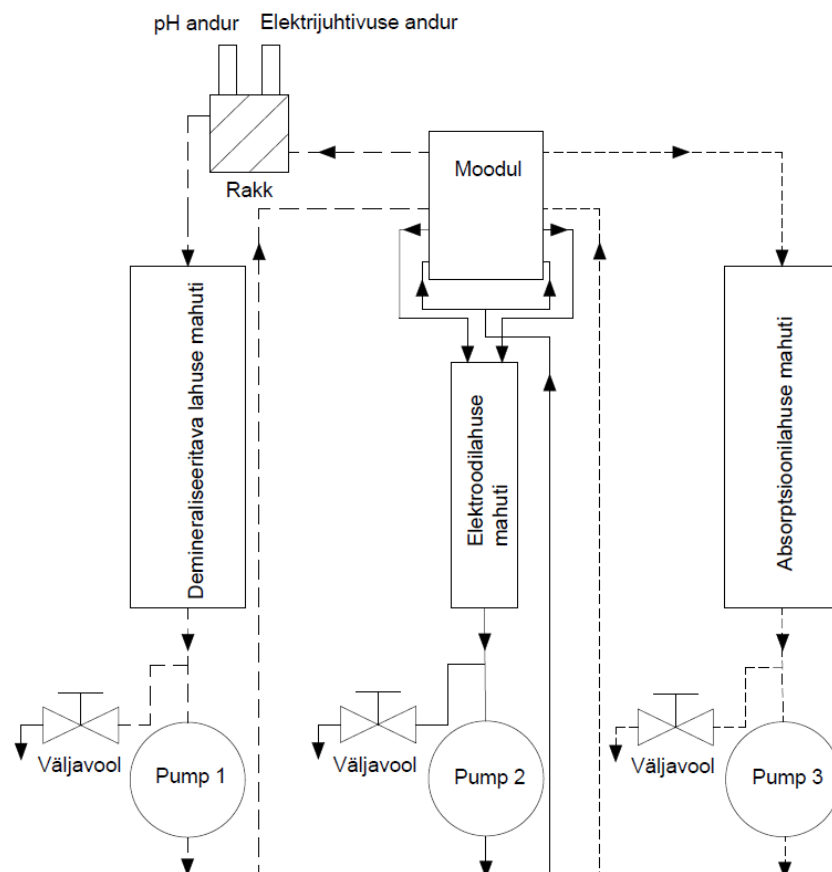 pH andur
Elektrijuhtivuse andur
Rakk
Moodul
Demineraliseeritava lahuse mahuti
Elektroodilahuse
mahuti
Absorptsioonilahuse mahuti
Väljavool
Pump 1
Väljavool
Pump 2
Väljavool
Pump 3